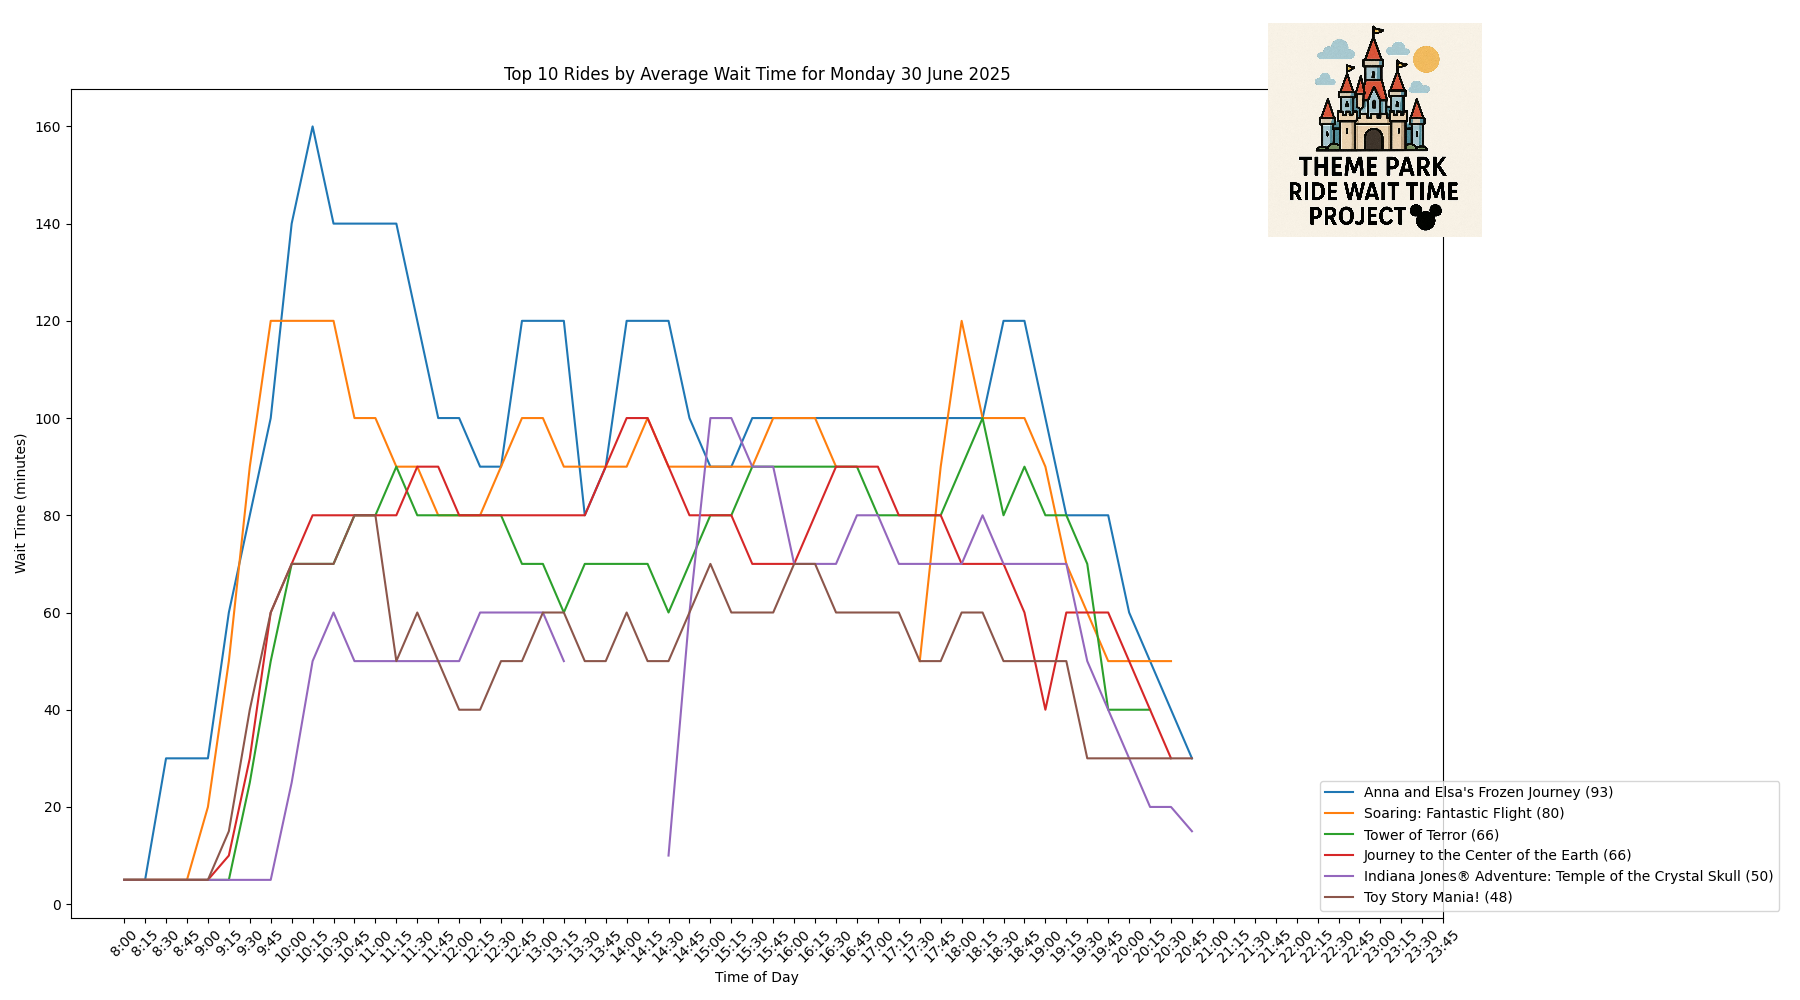 THEME PARK
RIDE WAIT TIME
PROJECT
Top 10 Rides by Average Wait Time for Monday 30 June 2025
Wait Time (minutes)
160
140
120
100
80
60
40
20
0
Anna and Elsa's Frozen Journey (93)
Soaring: Fantastic Flight (80)
Tower of Terror (66)
Journey to the Center of the Earth (66)
Indiana Jones® Adventure: Temple of the Crystal Skull (50)
Toy Story Mania! (48)
8:00 8:15 8:30 8:45 9:00 9:15 9:30 9:45 10:00 10:15 10:30 10:45 11:00 11:15 11:30 11:45 12:00 12:15 12:30 12:45 13:00 13:15 13:30 13:45 14:00 14:15 14:30 14:45 15:00 15:15 15:30 15:45 16:00 16:15 16:30 16:45 17:00 17:15 17:30 17:45 18:00 18:15 18:30 18:45 19:00 19:15 19:30 19:45 20:00 20:15 20:30 20:45 21:00 21:15 21:30 21:45 22:00 22:15 22:30 22:45 23:00 23:15 23:30 23:45
Time of Day